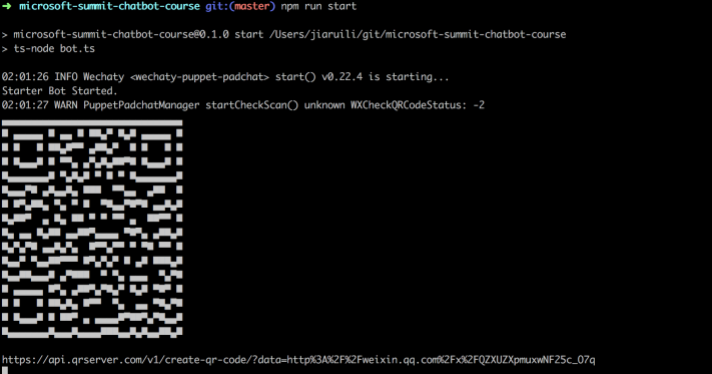 ➜ microsoft-summit-chatbot-course git:(master) npm run start
> microsoft-summit-chatbot-course@0.1.0 start /Users/jiaruili/git/microsoft-summit-chatbot-course
> ts-node bot.ts
02:01:26 INFO Wechaty <wechaty-puppet-padchat> start() v0.22.4 is starting...
Starter Bot Started.
02:01:27 WARN PuppetPadchatManager startCheckScan() unknown WXCheckQRCodeStatus: -2
https://api.qrserver.com/v1/create-qr-code/?data=http%3A%2F%2Fweixin.qq.com%2Fx%2FQZXUZXpmuxwNF25c_O7q